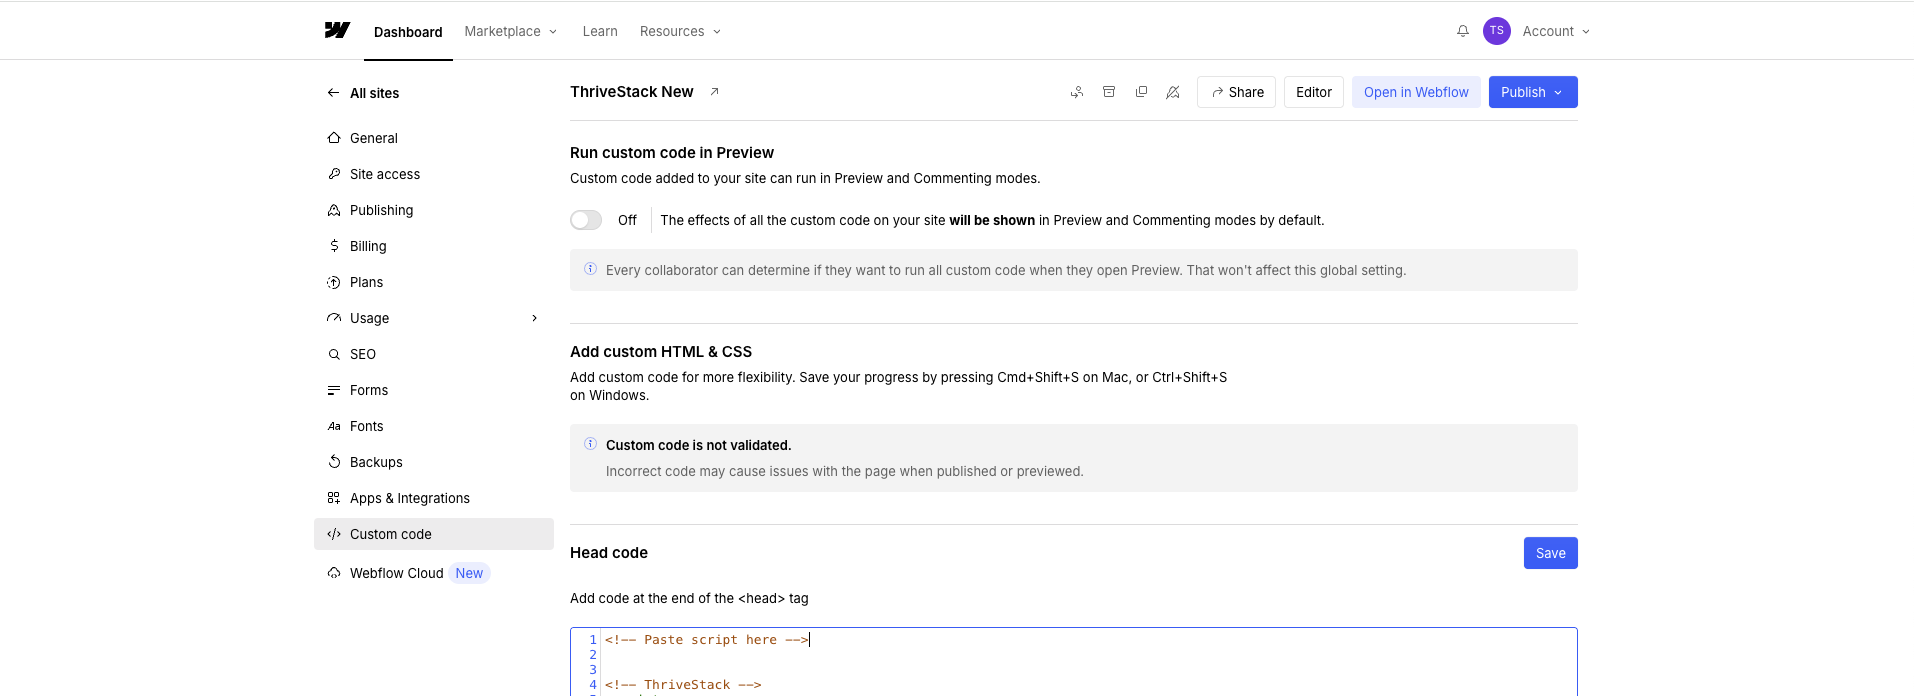 Dashboard
Marketplace
Learn
Resources
TS
Account
All sites
General
Site access
Publishing
Billing
Plans
Usage
SEO
Forms
Aa Fonts
Backups
Apps & Integrations
Custom code
Webflow Cloud New
ThriveStack New
Share
Editor
Open in Webflow
Publish
Run custom code in Preview
Custom code added to your site can run in Preview and Commenting modes.
Off
The effects of all the custom code on your site will be shown in Preview and Commenting modes by default.
Every collaborator can determine if they want to run all custom code when they open Preview. That won't affect this global setting.
Add custom HTML & CSS
Add custom code for more flexibility. Save your progress by pressing Cmd+Shift+S on Mac, or Ctrl+Shift+S
on Windows.
Custom code is not validated.
Incorrect code may cause issues with the page when published or previewed.
Head code
Save
Add code at the end of the <head> tag
1 <!-- Paste script here -->
2
3
4 <!-- ThriveStack -->